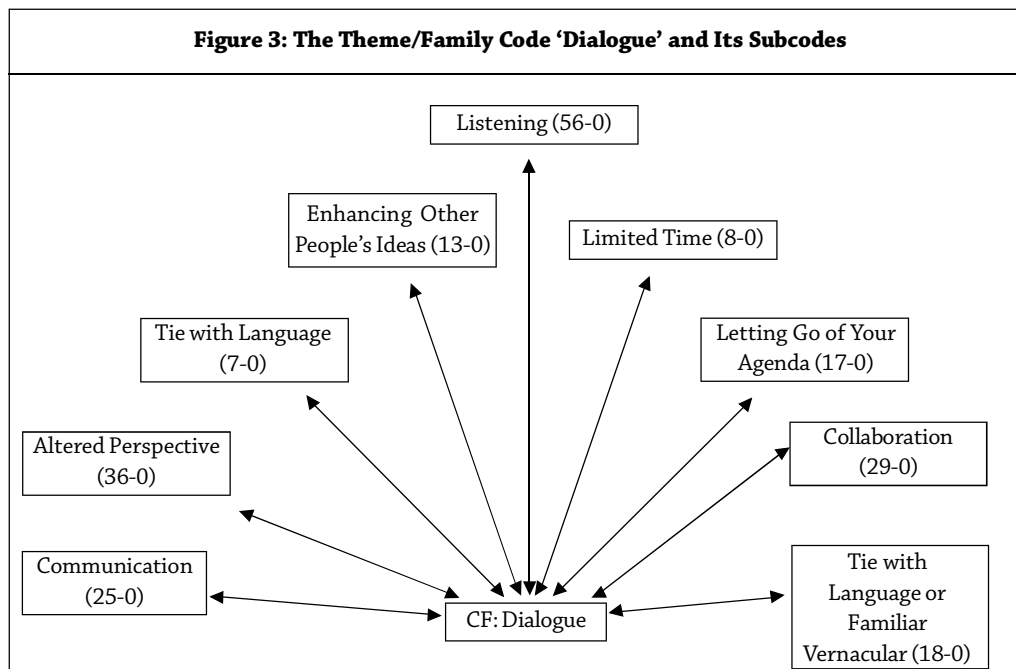 Figure 3: The Theme/Family Code ‘Dialogue’ and Its Subcodes
Listening (56-0)
Enhancing Other
People’s Ideas (13-0)
Limited Time (8-0)
Tie with Language
(7-0)
Letting Go of Your
Agenda (17-0)
Altered Perspective
(36-0)
Collaboration
(29-0)
Communication
(25-0)
CF: Dialogue
Tie with
Language or
Familiar
Vernacular (18-0)